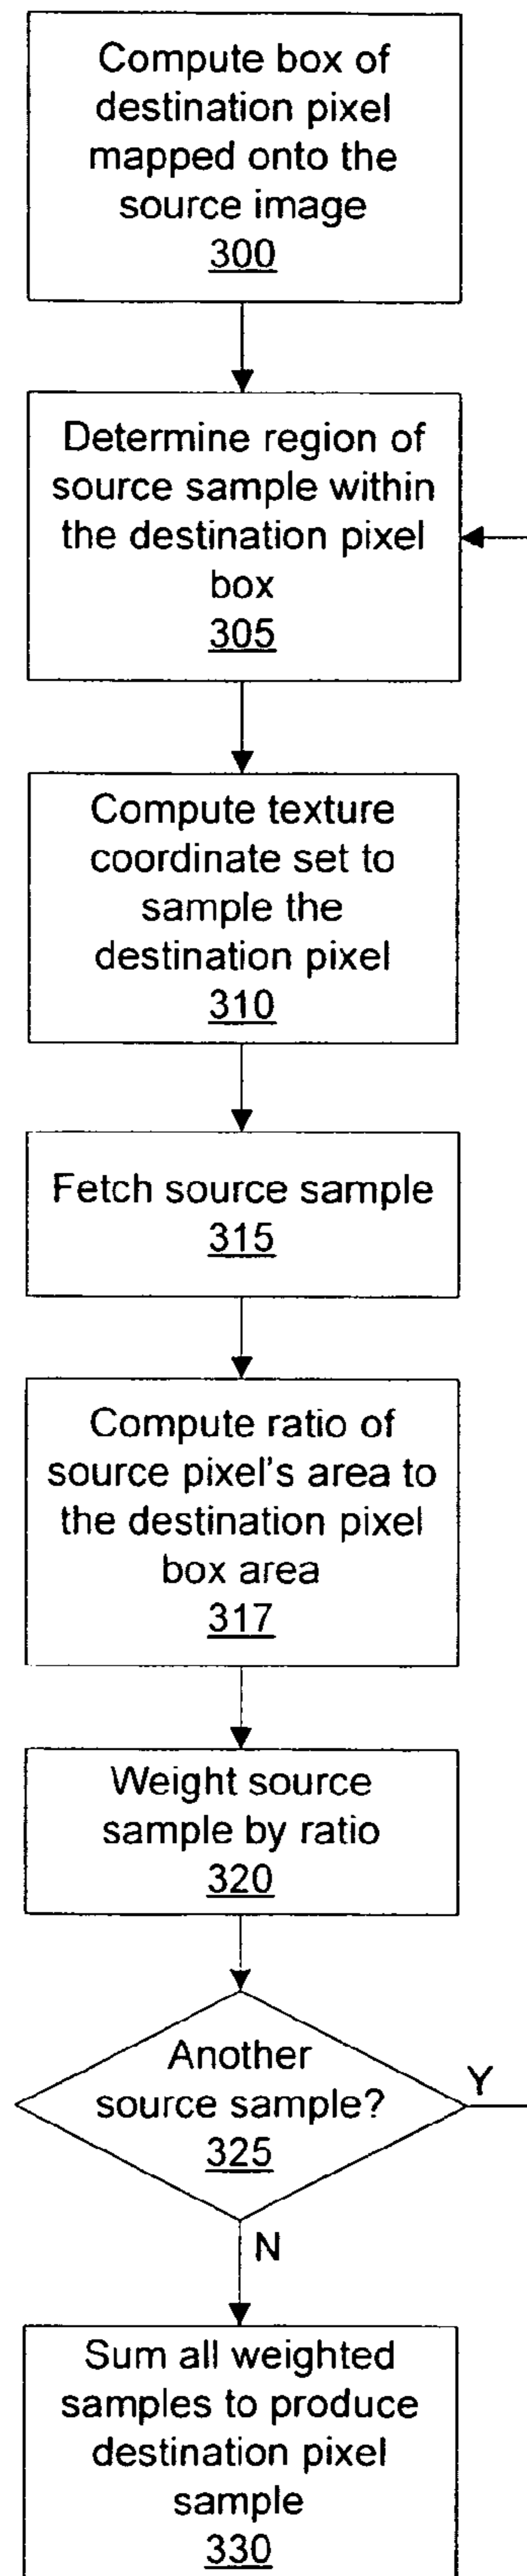 Compute box of
destination pixel
mapped onto the
source image
300
Determine region of
source sample within
the destination pixel
box
305
Compute texture
coordinate set to
sample the
destination pixel
310
Fetch source sample
315
Compute ratio of
source pixel's area to
the destination pixel
box area
317
Weight source
sample by ratio
320
Another
source sample?
325
Y
N
Sum all weighted
samples to produce
destination pixel
sample
330